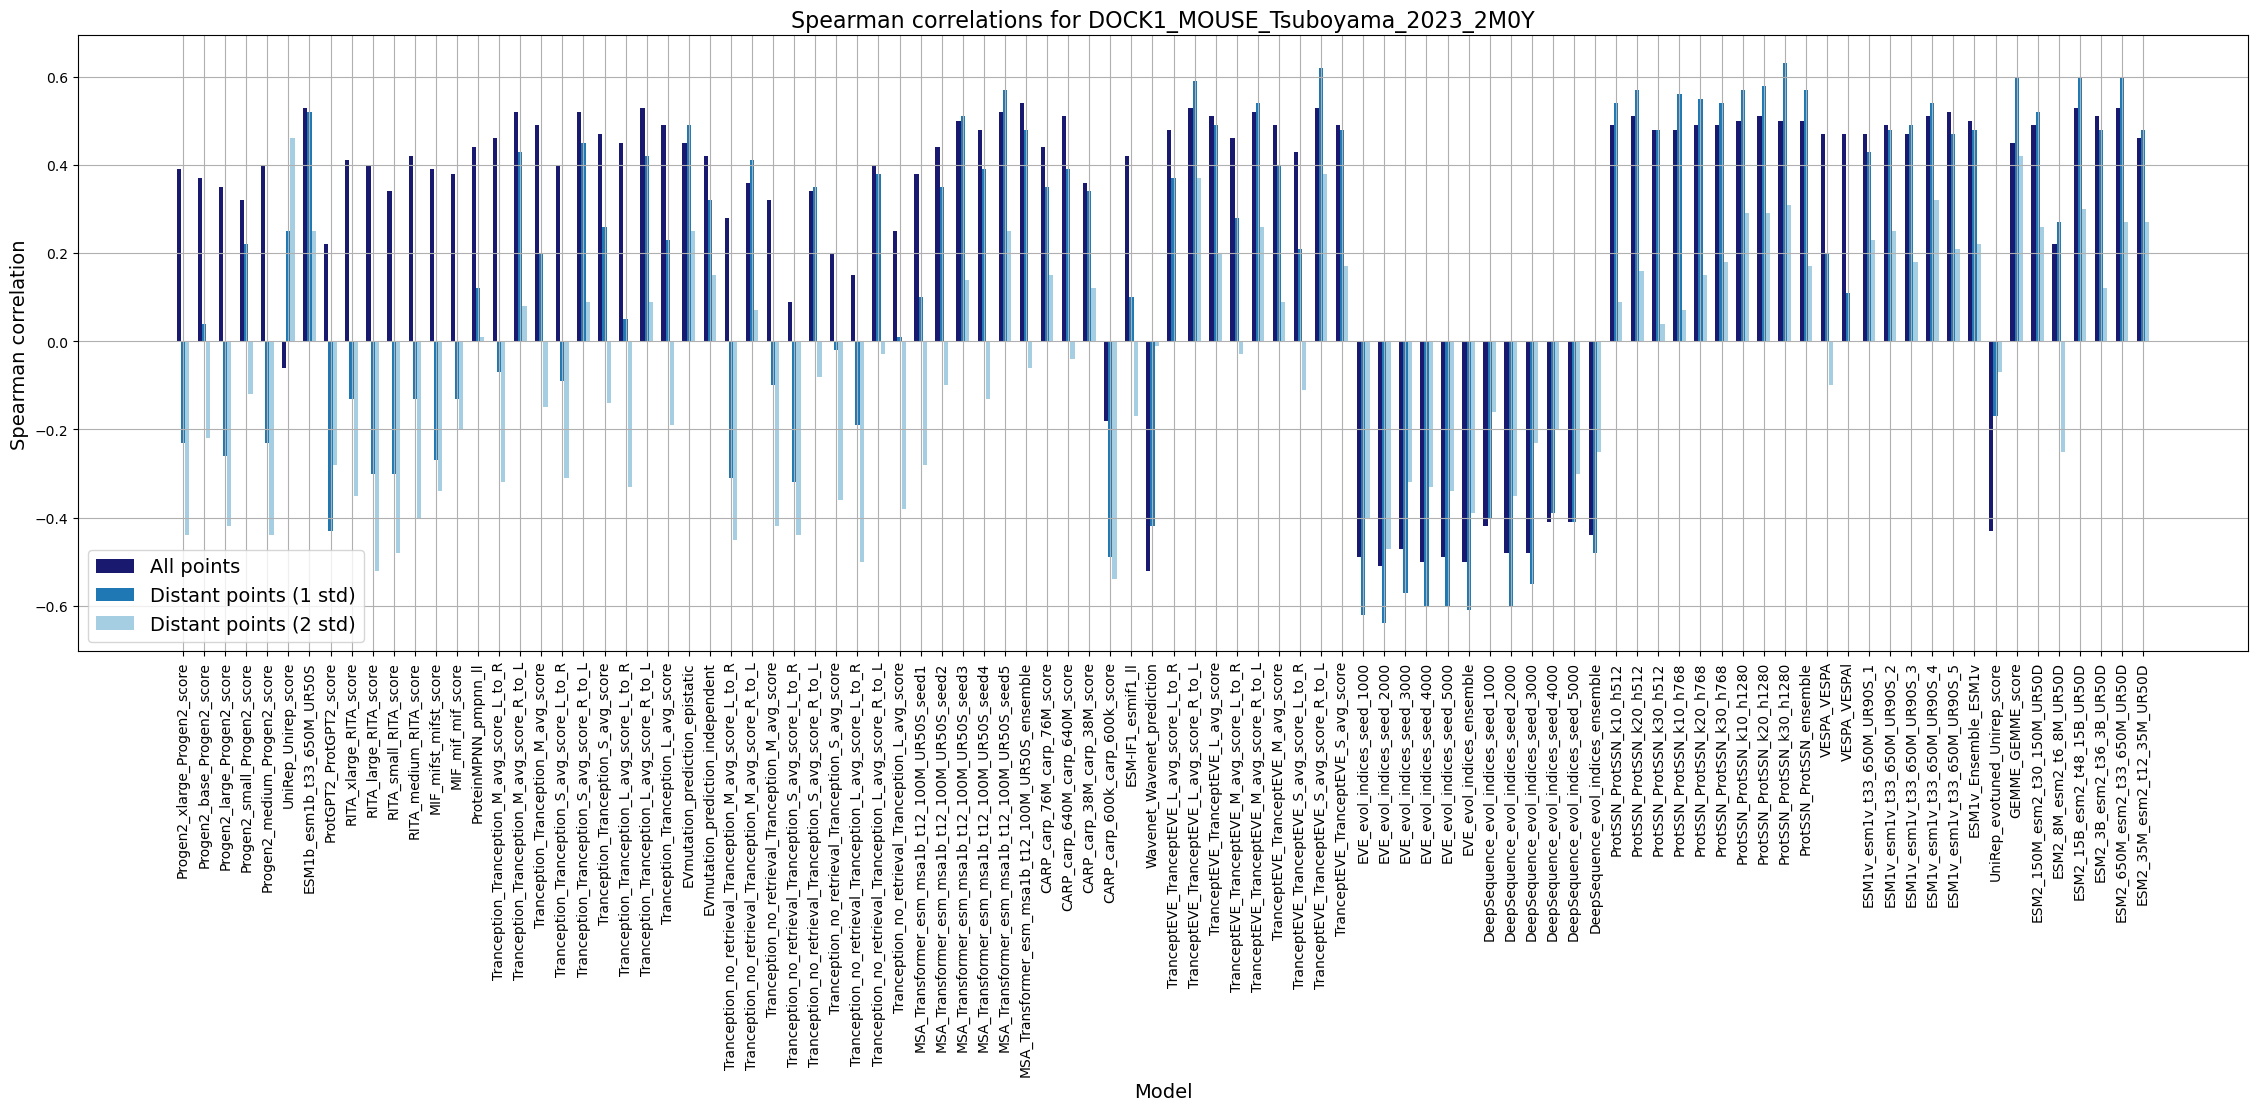 Spearman correlations for DOCK1_MOUSE_Tsuboyama_2023_2M0Y
Spearman correlation
0.6
0.4
0.2
0.0
−0.2
−0.4
−0.6
All points
Distant points (1 std)
Distant points (2 std)
Progen2_xlarge_Progen2_score
Progen2_base_Progen2_score
Progen2_large_Progen2_score
Progen2_small_Progen2_score
Progen2_medium_Progen2_score
UniRep_Unirep_score
ESM1b_esm1b_t33_650M_UR50S
ProtGPT2_ProtGPT2_score
RITA_xlarge_RITA_score
RITA_large_RITA_score
RITA_small_RITA_score
RITA_medium_RITA_score
MIF_mifst_mifst_score
MIF_mif_mif_score
ProteinMPNN_pmpnn_ll
Tranception_Tranception_M_avg_score_L_to_R
Tranception_Tranception_M_avg_score_R_to_L
Tranception_Tranception_M_avg_score
Tranception_Tranception_S_avg_score_L_to_R
Tranception_Tranception_S_avg_score_R_to_L
Tranception_Tranception_S_avg_score
Tranception_Tranception_L_avg_score_L_to_R
Tranception_Tranception_L_avg_score_R_to_L
Tranception_Tranception_L_avg_score
EVmutation_prediction_epistatic
EVmutation_prediction_independent
Tranception_no_retrieval_Tranception_M_avg_score_L_to_R
Tranception_no_retrieval_Tranception_M_avg_score_R_to_L
Tranception_no_retrieval_Tranception_M_avg_score
Tranception_no_retrieval_Tranception_S_avg_score_L_to_R
Tranception_no_retrieval_Tranception_S_avg_score_R_to_L
Tranception_no_retrieval_Tranception_S_avg_score
Tranception_no_retrieval_Tranception_L_avg_score_L_to_R
Tranception_no_retrieval_Tranception_L_avg_score_R_to_L
Tranception_no_retrieval_Tranception_L_avg_score
MSA_Transformer_esm_msa1b_t12_100M_UR50S_seed1
MSA_Transformer_esm_msa1b_t12_100M_UR50S_seed2
MSA_Transformer_esm_msa1b_t12_100M_UR50S_seed3
MSA_Transformer_esm_msa1b_t12_100M_UR50S_seed4
MSA_Transformer_esm_msa1b_t12_100M_UR50S_seed5
MSA_Transformer_esm_msa1b_t12_100M_UR50S_ensemble
CARP_carp_76M_carp_76M_score
CARP_carp_640M_carp_640M_score
CARP_carp_38M_carp_38M_score
CARP_carp_600k_carp_600k_score
ESM-IF1_esmif1_ll
Wavenet_Wavenet_prediction
TranceptEVE_TranceptEVE_L_avg_score_L_to_R
TranceptEVE_TranceptEVE_L_avg_score_R_to_L
TranceptEVE_TranceptEVE_L_avg_score
TranceptEVE_TranceptEVE_M_avg_score_L_to_R
TranceptEVE_TranceptEVE_M_avg_score_R_to_L
TranceptEVE_TranceptEVE_M_avg_score
TranceptEVE_TranceptEVE_S_avg_score_L_to_R
TranceptEVE_TranceptEVE_S_avg_score_R_to_L
TranceptEVE_TranceptEVE_S_avg_score
EVE_evol_indices_seed_1000
EVE_evol_indices_seed_2000
EVE_evol_indices_seed_3000
EVE_evol_indices_seed_4000
EVE_evol_indices_seed_5000
EVE_evol_indices_ensemble
DeepSequence_evol_indices_seed_1000
DeepSequence_evol_indices_seed_2000
DeepSequence_evol_indices_seed_3000
DeepSequence_evol_indices_seed_4000
DeepSequence_evol_indices_seed_5000
DeepSequence_evol_indices_ensemble
ProtSSN_ProtSSN_k10_h512
ProtSSN_ProtSSN_k20_h512
ProtSSN_ProtSSN_k30_h512
ProtSSN_ProtSSN_k10_h768
ProtSSN_ProtSSN_k20_h768
ProtSSN_ProtSSN_k30_h768
ProtSSN_ProtSSN_k10_h1280
ProtSSN_ProtSSN_k20_h1280
ProtSSN_ProtSSN_k30_h1280
ProtSSN_ProtSSN_ensemble
VESPA_VESPA
VESPA_VESPAl
ESM1v_esm1v_t33_650M_UR90S_1
ESM1v_esm1v_t33_650M_UR90S_2
ESM1v_esm1v_t33_650M_UR90S_3
ESM1v_esm1v_t33_650M_UR90S_4
ESM1v_esm1v_t33_650M_UR90S_5
ESM1v_Ensemble_ESM1v
UniRep_evotuned_Unirep_score
GEMME_GEMME_score
ESM2_150M_esm2_t30_150M_UR50D
ESM2_8M_esm2_t6_8M_UR50D
ESM2_15B_esm2_t48_15B_UR50D
ESM2_3B_esm2_t36_3B_UR50D
ESM2_650M_esm2_t33_650M_UR50D
ESM2_35M_esm2_t12_35M_UR50D
Model